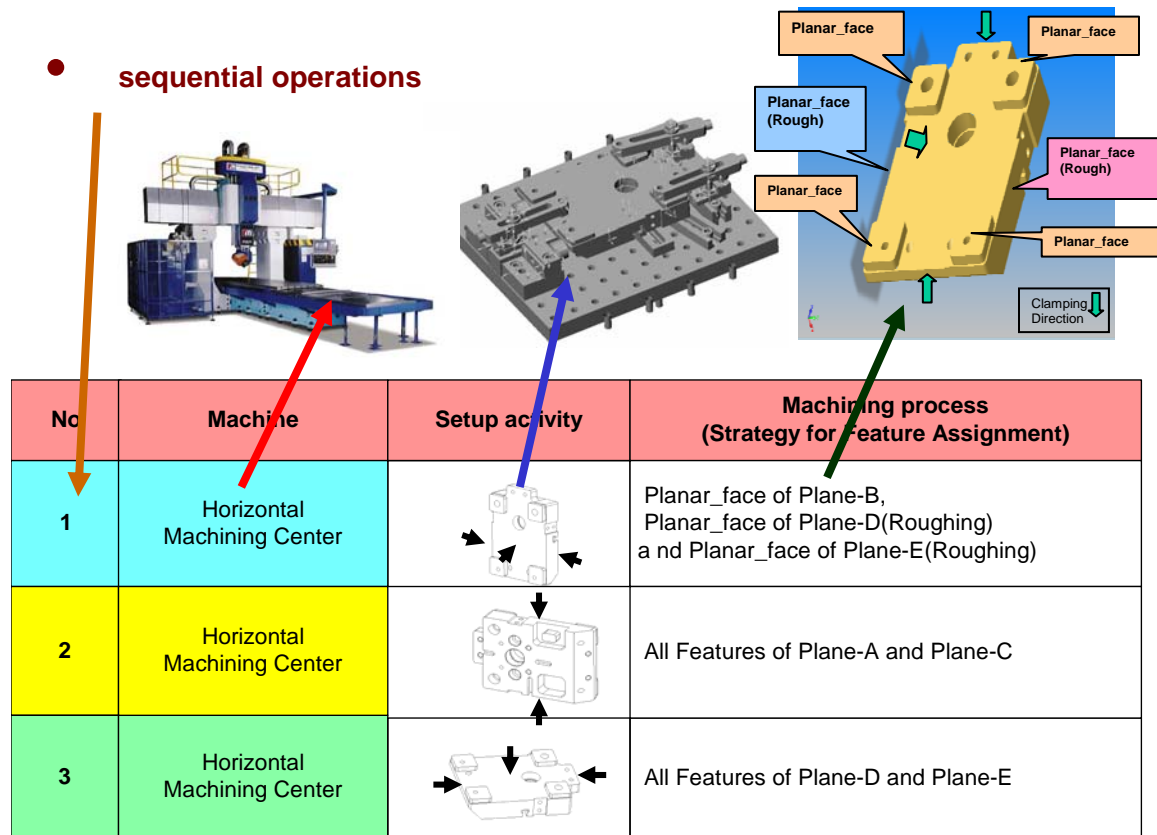 sequential operations
Planar_face
Planar_face
Planar_face
(Rough)
Planar_face
(Rough)
Planar_face
Planar_face
Clamping
Direction
No
Machine
Setup activity
Machining process
(Strategy for Feature Assignment)
1
Horizontal
Machining Center
Planar_face of Plane-B,
Planar_face of Plane-D(Roughing)
a nd Planar_face of Plane-E(Roughing)
2
Horizontal
Machining Center
All Features of Plane-A and Plane-C
3
Horizontal
Machining Center
All Features of Plane-D and Plane-E